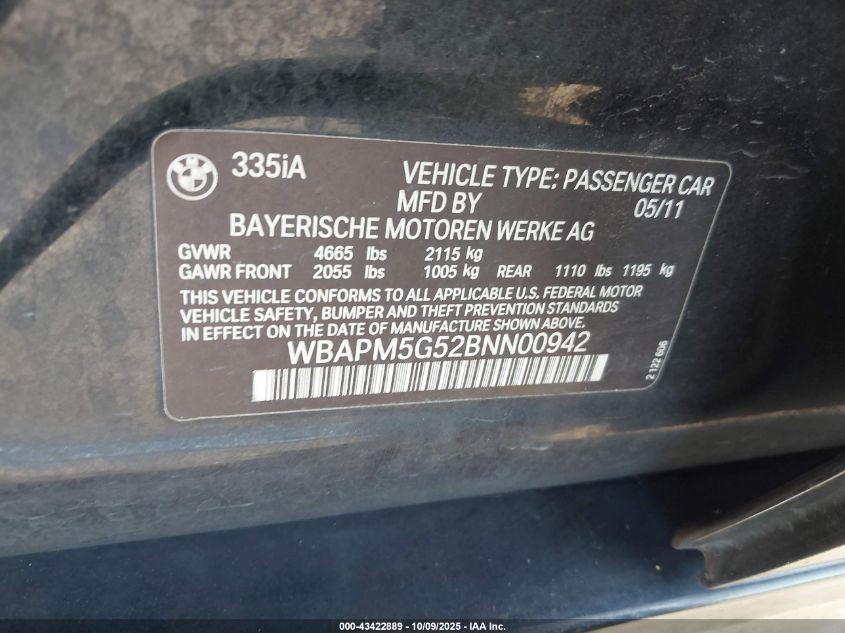 335iA
VEHICLE TYPE: PASSENGER CAR
MFD BY 05/11
BAYERISCHE MOTOREN WERKE AG
GVWR 4665 lbs 2115 kg
GAWR FRONT 2055 lbs 1005 kg REAR 1110 lbs 1195 kg
THIS VEHICLE CONFORMS TO ALL APPLICABLE U.S. FEDERAL MOTOR
VEHICLE SAFETY, BUMPER AND THEFT PREVENTION STANDARDS
IN EFFECT ON THE DATE OF MANUFACTURE SHOWN ABOVE.
WBAPM5G52BNN00942
2 122 606
000-43422889 - 10/09/2025 - IAA Inc.